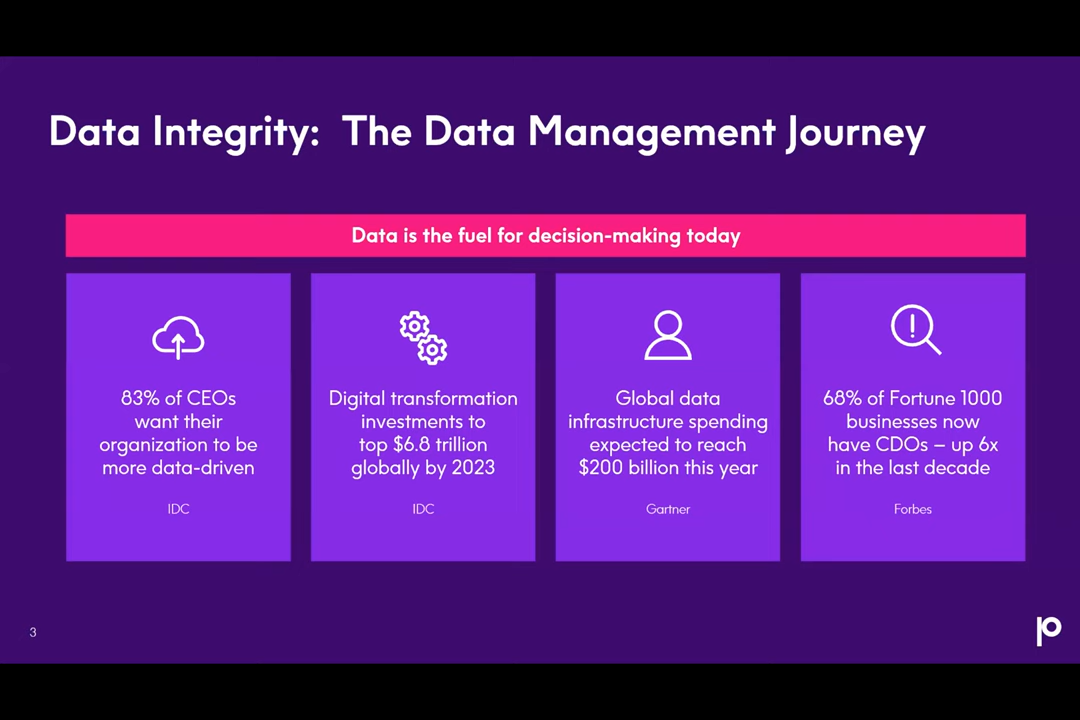 Data Integrity:  The Data Management Journey
Data is the fuel for decision-making today
83% of CEOs
want their
organization to be
more data-driven
IDC
Digital transformation
investments to
top $6.8 trillion
globally by 2023
IDC
Global data
infrastructure spending
expected to reach
$200 billion this year
Gartner
68% of Fortune 1000
businesses now
have CDOs – up 6x
in the last decade
Forbes
3